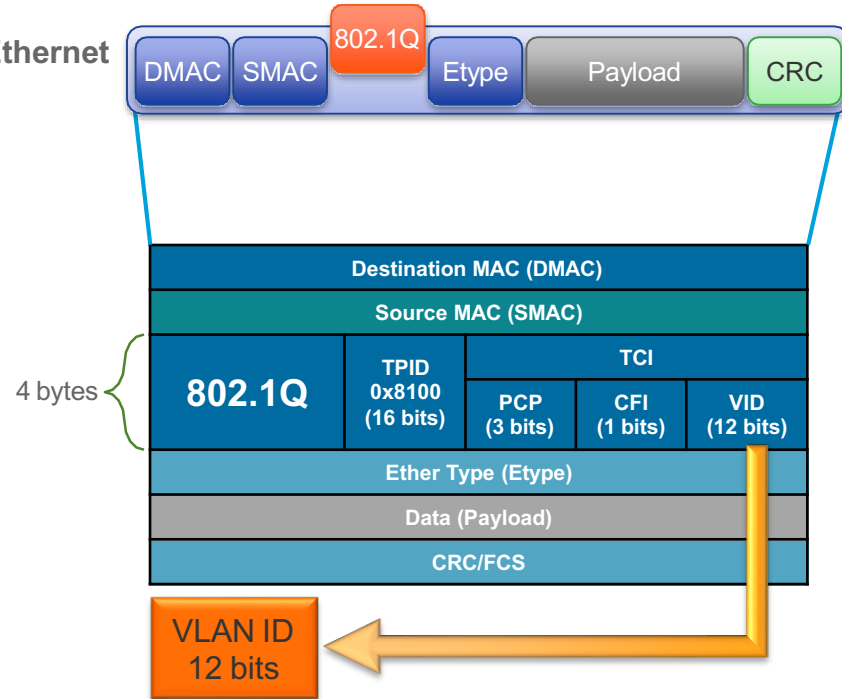 802.1Q
thernet
DMAC SMAC Etype Payload CRC
Destination MAC (DMAC)
Source MAC (SMAC)
4 bytes
802.1Q
TPID
0x8100
(16 bits)
TCI
PCP
(3 bits)
CFI
(1 bits)
VID
(12 bits)
Ether Type (Etype)
Data (Payload)
CRC/FCS
VLAN ID
12 bits